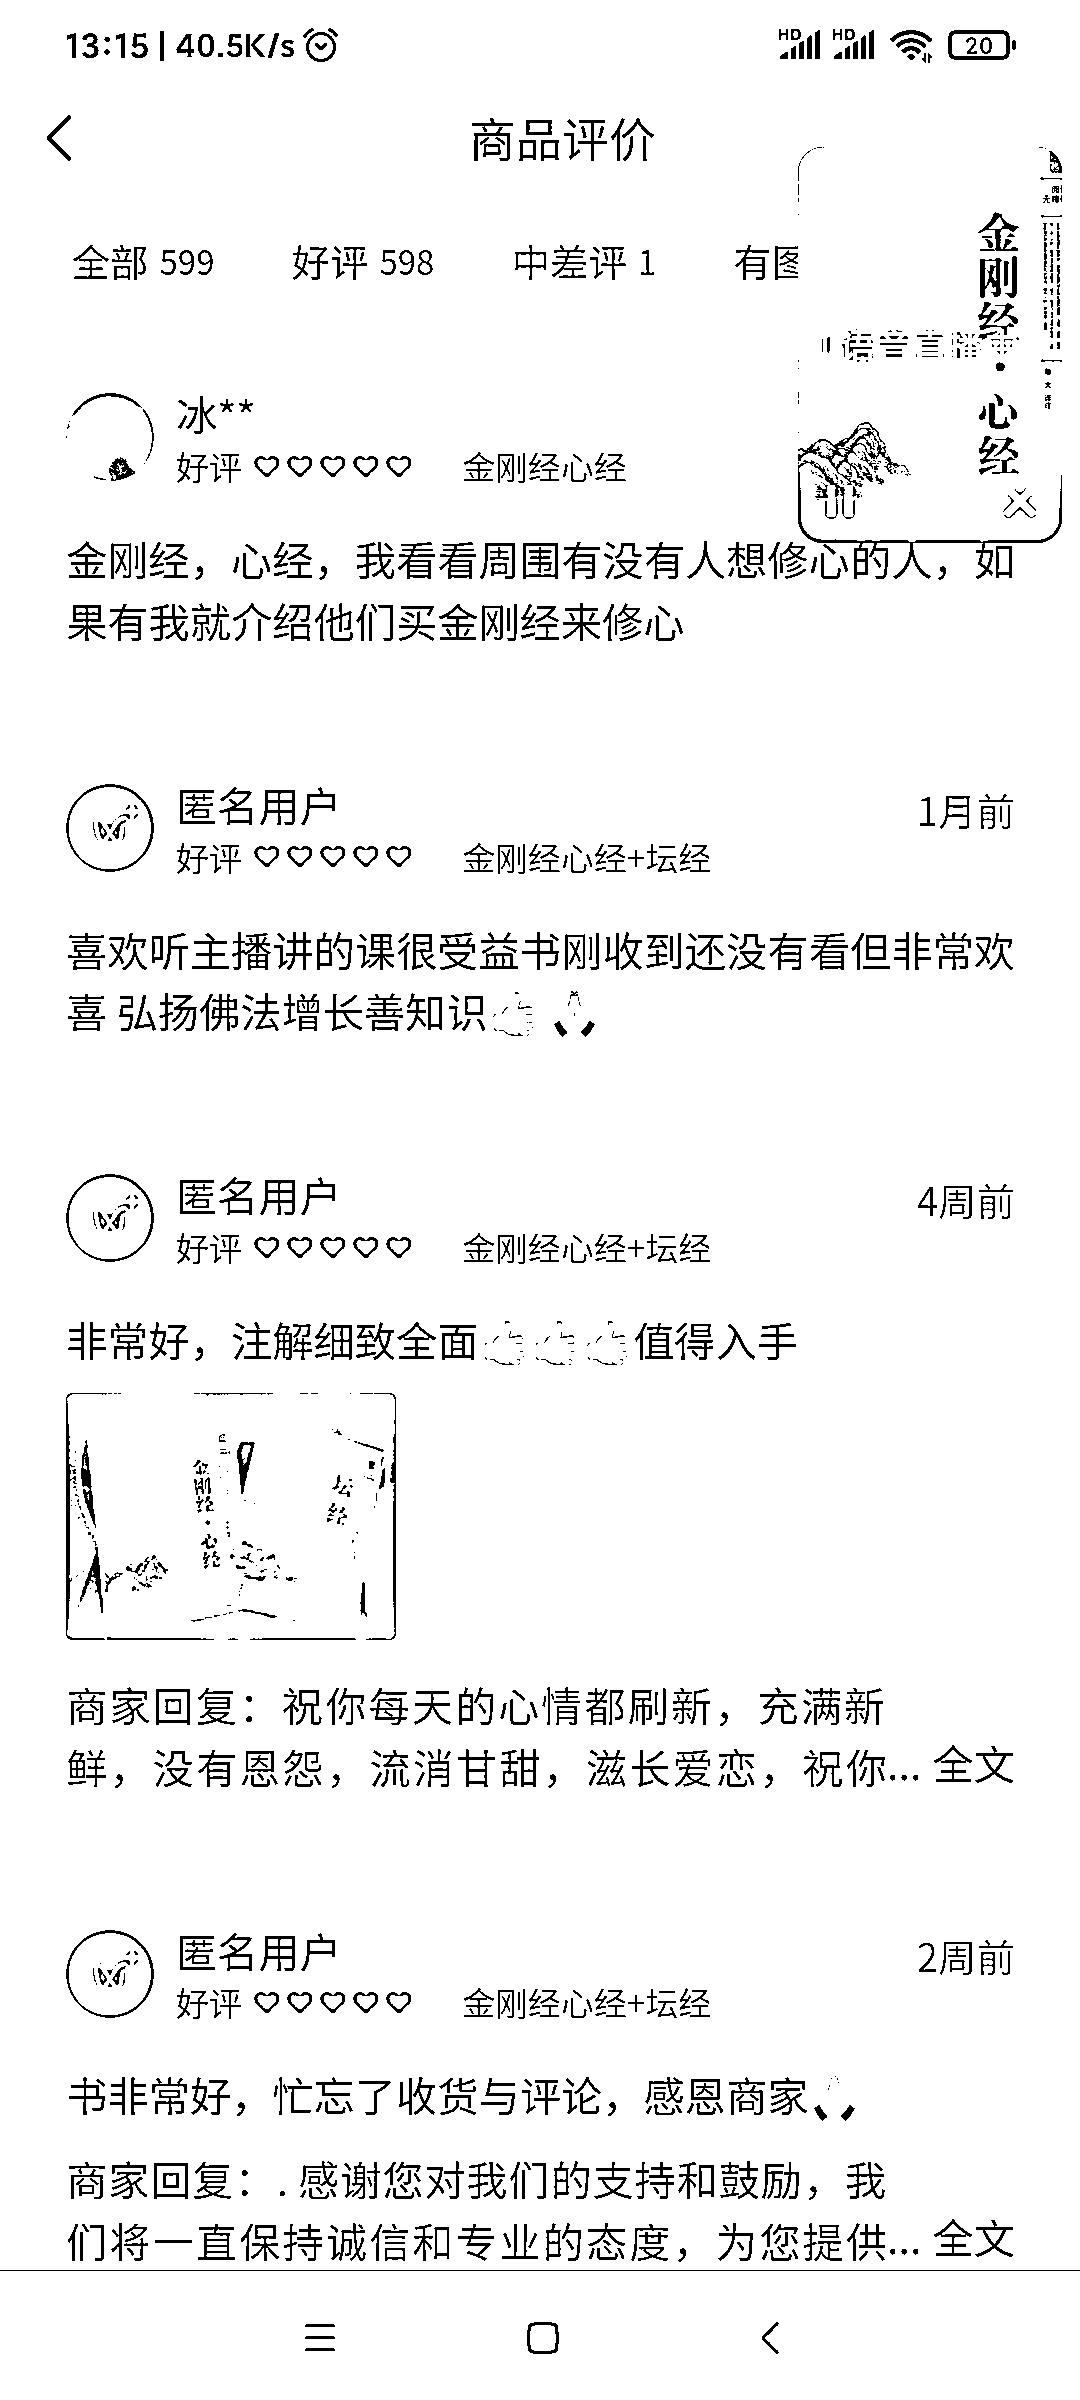 13:15 | 40.5K/s
HD HD 20
商品评价
全部 599 好评 598 中差评 1 有图
金刚经·心经
语音直播中
冰**
好评 ♡♡♡♡♡ 金刚经心经
金刚经，心经，我看看周围有没有人想修心的人，如
果有我就介绍他们买金刚经来修心
匿名用户 1月前
好评 ♡♡♡♡♡ 金刚经心经+坛经
喜欢听主播讲的课很受益书刚收到还没有看但非常欢
喜 弘扬佛法增长善知识👍 🙏
匿名用户 4周前
好评 ♡♡♡♡♡ 金刚经心经+坛经
非常好，注解细致全面👍👍👍值得入手
金刚经·心经
坛经
商家回复：祝你每天的心情都刷新，充满新
鲜，没有恩怨，流消甘甜，滋长爱恋，祝你... 全文
匿名用户 2周前
好评 ♡♡♡♡♡ 金刚经心经+坛经
书非常好，忙忘了收货与评论，感恩商家🙏
商家回复：. 感谢您对我们的支持和鼓励，我
们将一直保持诚信和专业的态度，为您提供... 全文